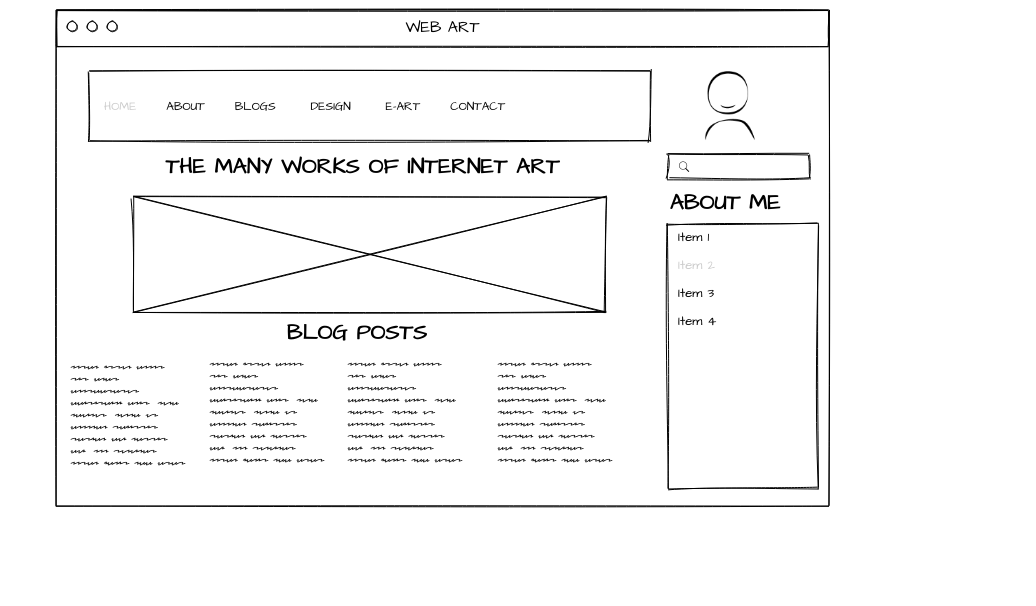 WEB ART
HOME ABOUT BLOGS DESIGN E-ART CONTACT
THE MANY WORKS OF INTERNET ART
BLOG POSTS
ABOUT ME
Item 1
Item 2
Item 3
Item 4